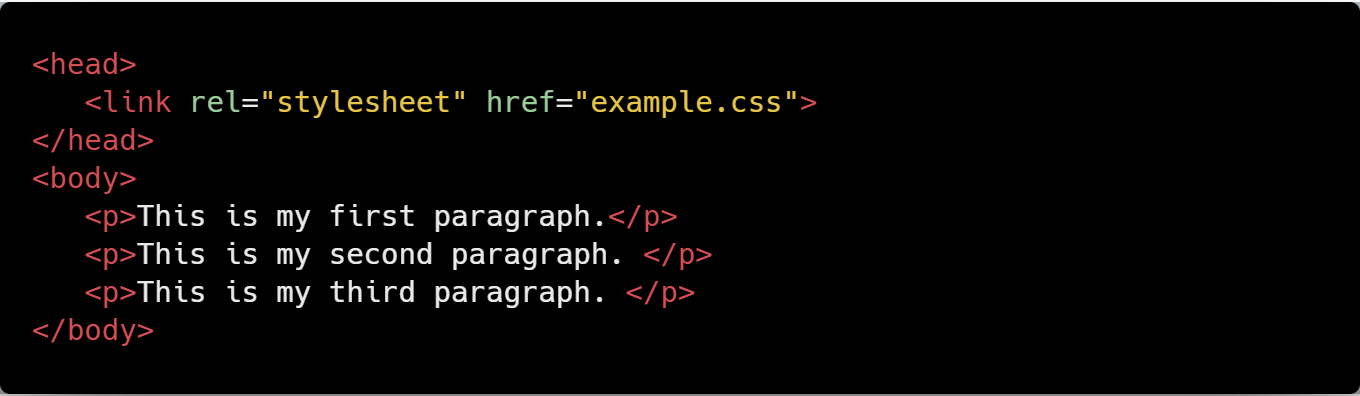 <head>
   <link rel="stylesheet" href="example.css">
</head>
<body>
   <p>This is my first paragraph.</p>
   <p>This is my second paragraph. </p>
   <p>This is my third paragraph. </p>
</body>